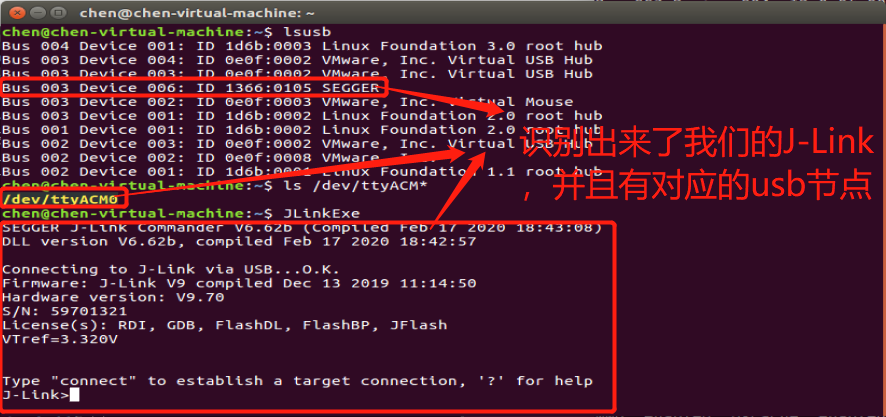 chen@chen-virtual-machine: ~
chen@chen-virtual-machine:~$ lsusb
Bus 004 Device 001: ID 1d6b:0003 Linux Foundation 3.0 root hub
Bus 003 Device 004: ID 0e0f:0002 VMware, Inc. Virtual USB Hub
Bus 003 Device 003: ID 0e0f:0002 VMware, Inc. Virtual USB Hub
Bus 003 Device 006: ID 1366:0105 SEGGER
Bus 003 Device 002: ID 0e0f:0003 VMware, Inc. Virtual Mouse
Bus 003 Device 001: ID 1d6b:0002 Linux Foundation 2.0 root hub
Bus 001 Device 001: ID 1d6b:0002 Linux Foundation 2.0 root hub
Bus 002 Device 003: ID 0e0f:0002 VMware, Inc. Virtual USB Hub
Bus 002 Device 002: ID 0e0f:0008 VMware, Inc.
Bus 002 Device 001: ID 1d6b:0001 Linux Foundation 1.1 root hub
识别出来了我们的J-Link
，并且有对应的usb节点
chen@chen-virtual-machine:~$ ls /dev/ttyACM*
/dev/ttyACM0
chen@chen-virtual-machine:~$ JLinkExe
SEGGER J-Link Commander V6.62b (Compiled Feb 17 2020 18:43:08)
DLL version V6.62b, compiled Feb 17 2020 18:42:57
Connecting to J-Link via USB...O.K.
Firmware: J-Link V9 compiled Dec 13 2019 11:14:50
Hardware version: V9.70
S/N: 59701321
License(s): RDI, GDB, FlashDL, FlashBP, JFlash
VTref=3.320V
Type "connect" to establish a target connection, '?' for help
J-Link>